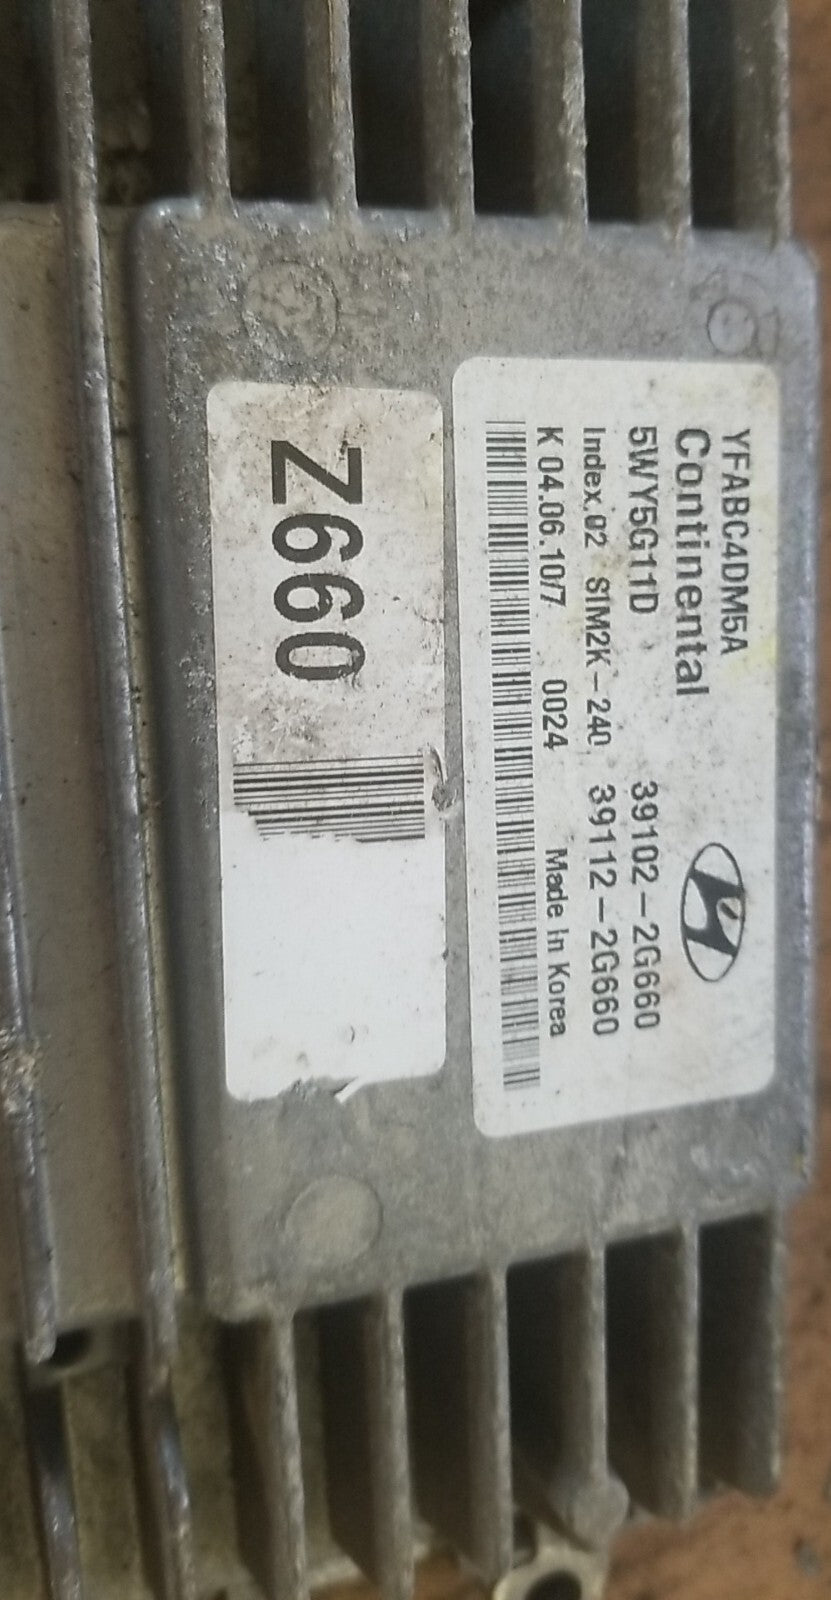 YFABC4DM5A
Continental
5WY5G11D 39102-2G660
Index.02 SIM2K-240 39112-2G660
K 04.06.10/7 0024 Made In Korea
Z660